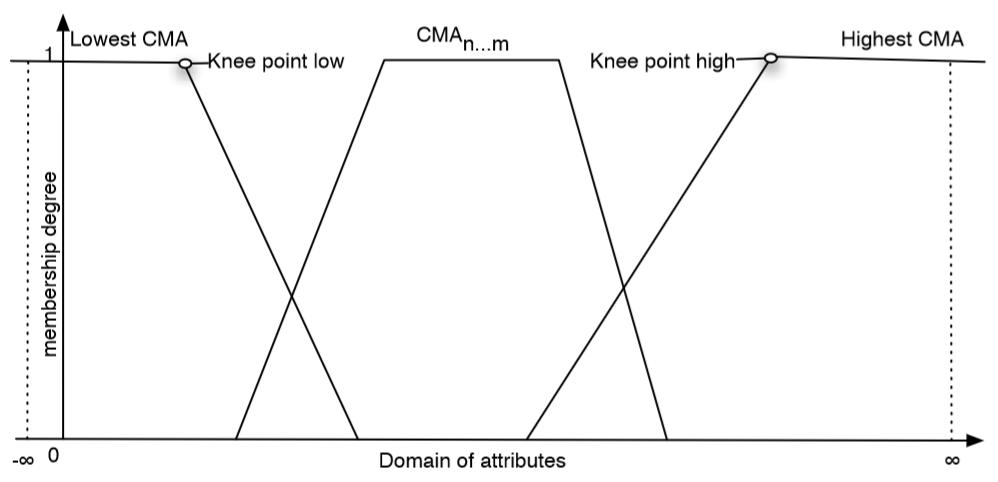 Lowest CMA
CMAn...m
Highest CMA
1
Knee point low
Knee point high
membership degree
-∞
0
Domain of attributes
∞